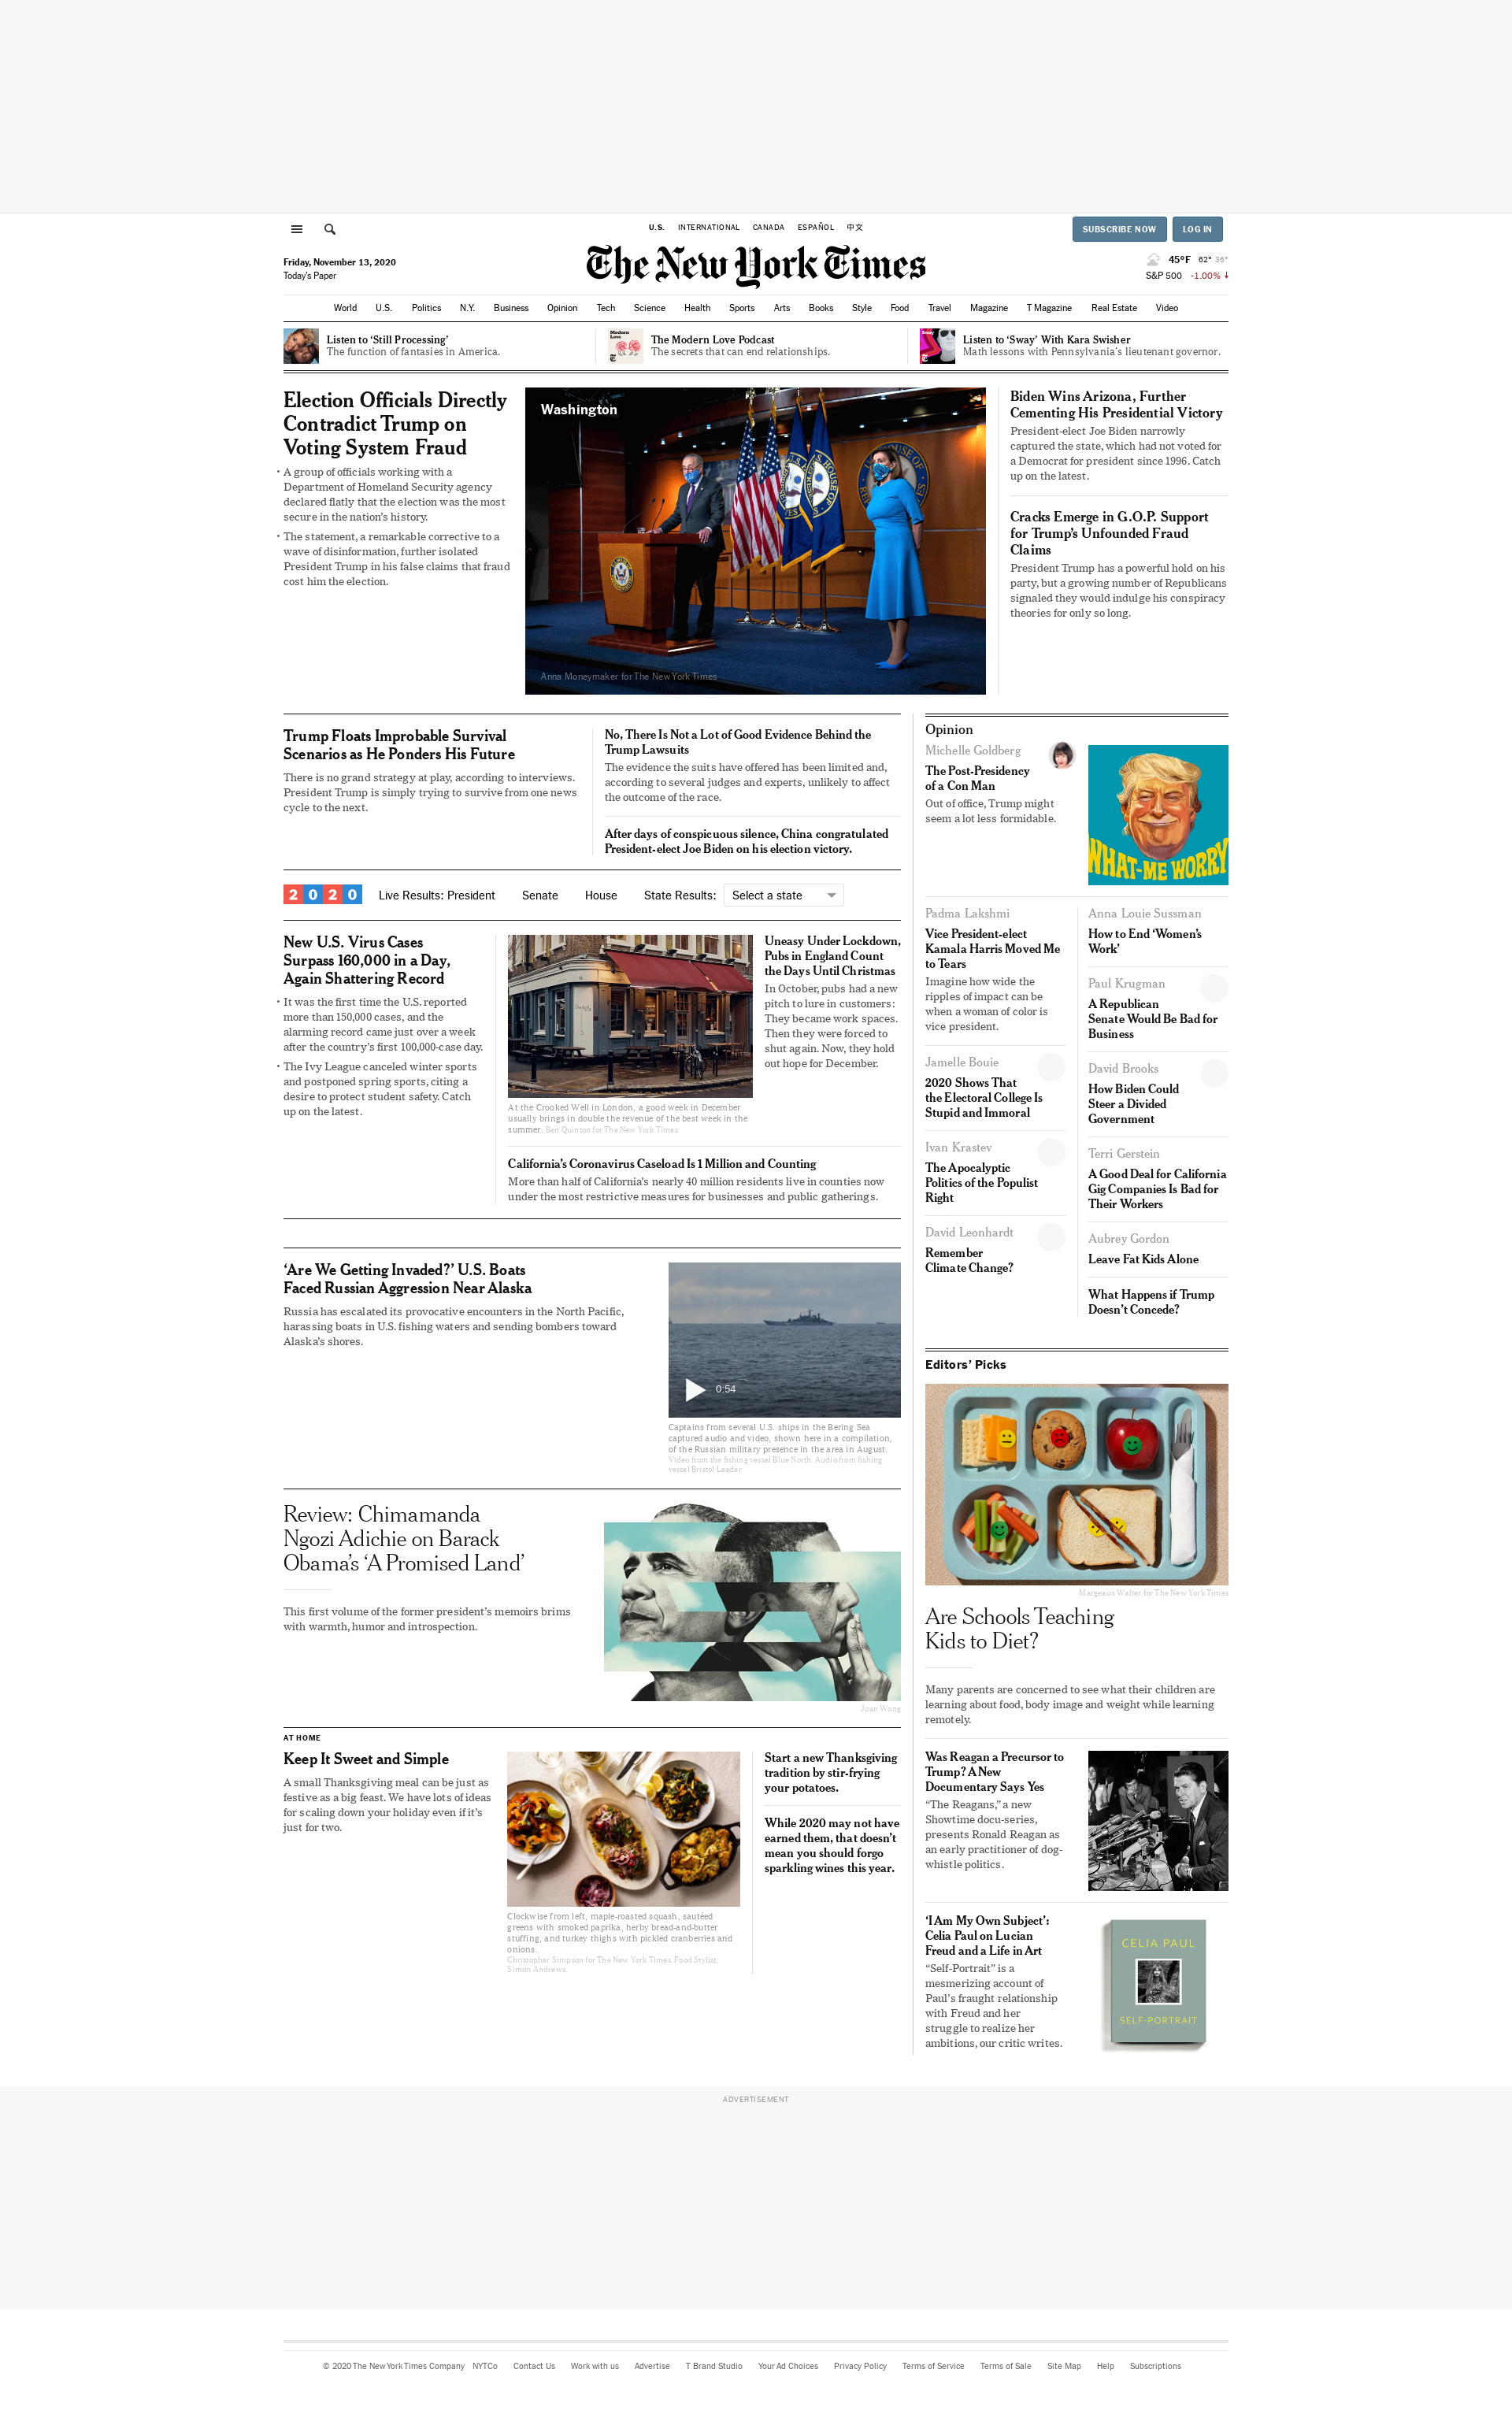 U.S. INTERNATIONAL CANADA ESPAÑOL 中文
SUBSCRIBE NOW LOG IN
Friday, November 13, 2020
Today's Paper
The New York Times
45°F 62° 36°
S&P 500 -1.00%
World U.S. Politics N.Y. Business Opinion Tech Science Health Sports Arts Books Style Food Travel Magazine T Magazine Real Estate Video
Listen to ‘Still Processing’
The function of fantasies in America.
Modern
Love
The Modern Love Podcast
The secrets that can end relationships.
Sway
Listen to ‘Sway’ With Kara Swisher
Math lessons with Pennsylvania's lieutenant governor.
Election Officials Directly
Contradict Trump on
Voting System Fraud
• A group of officials working with a
Department of Homeland Security agency
declared flatly that the election was the most
secure in the nation's history.
• The statement, a remarkable corrective to a
wave of disinformation, further isolated
President Trump in his false claims that fraud
cost him the election.
Washington
Anna Moneymaker for The New York Times
Biden Wins Arizona, Further
Cementing His Presidential Victory
President-elect Joe Biden narrowly
captured the state, which had not voted for
a Democrat for president since 1996. Catch
up on the latest.
Cracks Emerge in G.O.P. Support
for Trump’s Unfounded Fraud
Claims
President Trump has a powerful hold on his
party, but a growing number of Republicans
signaled they would indulge his conspiracy
theories for only so long.
Trump Floats Improbable Survival
Scenarios as He Ponders His Future
There is no grand strategy at play, according to interviews.
President Trump is simply trying to survive from one news
cycle to the next.
No, There Is Not a Lot of Good Evidence Behind the
Trump Lawsuits
The evidence the suits have offered has been limited and,
according to several judges and experts, unlikely to affect
the outcome of the race.
After days of conspicuous silence, China congratulated
President-elect Joe Biden on his election victory.
2020 Live Results: President Senate House State Results: Select a state
New U.S. Virus Cases
Surpass 160,000 in a Day,
Again Shattering Record
• It was the first time the U.S. reported
more than 150,000 cases, and the
alarming record came just over a week
after the country's first 100,000-case day.
• The Ivy League canceled winter sports
and postponed spring sports, citing a
desire to protect student safety. Catch
up on the latest.
At the Crooked Well in London, a good week in December
usually brings in double the revenue of the best week in the
summer. Ben Quinton for The New York Times
Uneasy Under Lockdown,
Pubs in England Count
the Days Until Christmas
In October, pubs had a new
pitch to lure in customers:
They became work spaces.
Then they were forced to
shut again. Now, they hold
out hope for December.
California’s Coronavirus Caseload Is 1 Million and Counting
More than half of California's nearly 40 million residents live in counties now
under the most restrictive measures for businesses and public gatherings.
‘Are We Getting Invaded?’ U.S. Boats
Faced Russian Aggression Near Alaska
Russia has escalated its provocative encounters in the North Pacific,
harassing boats in U.S. fishing waters and sending bombers toward
Alaska's shores.
0:54
Captains from several U.S. ships in the Bering Sea
captured audio and video, shown here in a compilation,
of the Russian military presence in the area in August.
Video from the fishing vessel Blue North. Audio from fishing
vessel Bristol Leader
Review: Chimamanda
Ngozi Adichie on Barack
Obama’s ‘A Promised Land’
This first volume of the former president's memoirs brims
with warmth, humor and introspection.
Joan Wong
AT HOME
Keep It Sweet and Simple
A small Thanksgiving meal can be just as
festive as a big feast. We have lots of ideas
for scaling down your holiday even if it's
just for two.
Clockwise from left, maple-roasted squash, sautéed
greens with smoked paprika, herby bread-and-butter
stuffing, and turkey thighs with pickled cranberries and
onions.
Christopher Simpson for The New York Times. Food Stylist:
Simon Andrews.
Start a new Thanksgiving
tradition by stir-frying
your potatoes.
While 2020 may not have
earned them, that doesn’t
mean you should forgo
sparkling wines this year.
Opinion
Michelle Goldberg
The Post-Presidency
of a Con Man
Out of office, Trump might
seem a lot less formidable.
WHAT-ME WORRY
Padma Lakshmi
Vice President-elect
Kamala Harris Moved Me
to Tears
Imagine how wide the
ripples of impact can be
when a woman of color is
vice president.
Jamelle Bouie
2020 Shows That
the Electoral College Is
Stupid and Immoral
Ivan Krastev
The Apocalyptic
Politics of the Populist
Right
David Leonhardt
Remember
Climate Change?
Anna Louie Sussman
How to End ‘Women’s
Work’
Paul Krugman
A Republican
Senate Would Be Bad for
Business
David Brooks
How Biden Could
Steer a Divided
Government
Terri Gerstein
A Good Deal for California
Gig Companies Is Bad for
Their Workers
Aubrey Gordon
Leave Fat Kids Alone
What Happens if Trump
Doesn’t Concede?
Editors’ Picks
Margeaux Walter for The New York Times
Are Schools Teaching
Kids to Diet?
Many parents are concerned to see what their children are
learning about food, body image and weight while learning
remotely.
Was Reagan a Precursor to
Trump? A New
Documentary Says Yes
“The Reagans,” a new
Showtime docu-series,
presents Ronald Reagan as
an early practitioner of dog-
whistle politics.
‘I Am My Own Subject’:
Celia Paul on Lucian
Freud and a Life in Art
“Self-Portrait” is a
mesmerizing account of
Paul's fraught relationship
with Freud and her
struggle to realize her
ambitions, our critic writes.
CELIA PAUL
SELF-PORTRAIT
ADVERTISEMENT
© 2020 The New York Times Company NYTCo Contact Us Work with us Advertise T Brand Studio Your Ad Choices Privacy Policy Terms of Service Terms of Sale Site Map Help Subscriptions